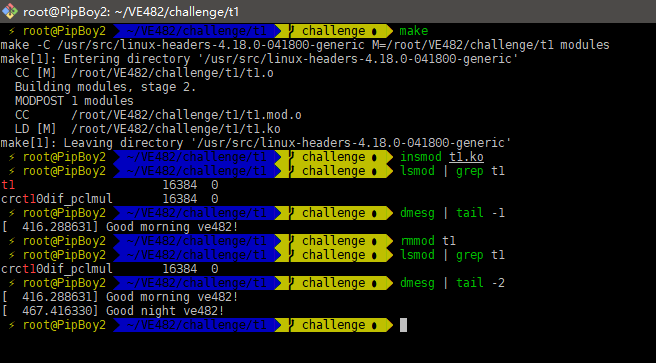 root@PipBoy2: ~/VE482/challenge/t1
⚡ root@PipBoy2 ~/VE482/challenge/t1 challenge ● make
make -C /usr/src/linux-headers-4.18.0-041800-generic M=/root/VE482/challenge/t1 modules
make[1]: Entering directory '/usr/src/linux-headers-4.18.0-041800-generic'
CC [M] /root/VE482/challenge/t1/t1.o
Building modules, stage 2.
MODPOST 1 modules
CC /root/VE482/challenge/t1/t1.mod.o
LD [M] /root/VE482/challenge/t1/t1.ko
make[1]: Leaving directory '/usr/src/linux-headers-4.18.0-041800-generic'
⚡ root@PipBoy2 ~/VE482/challenge/t1 challenge ● insmod t1.ko
⚡ root@PipBoy2 ~/VE482/challenge/t1 challenge ● lsmod | grep t1
t1 16384 0
crct10dif_pclmul 16384 0
⚡ root@PipBoy2 ~/VE482/challenge/t1 challenge ● dmesg | tail -1
[ 416.288631] Good morning ve482!
⚡ root@PipBoy2 ~/VE482/challenge/t1 challenge ● rmmod t1
⚡ root@PipBoy2 ~/VE482/challenge/t1 challenge ● lsmod | grep t1
crct10dif_pclmul 16384 0
⚡ root@PipBoy2 ~/VE482/challenge/t1 challenge ● dmesg | tail -2
[ 416.288631] Good morning ve482!
[ 467.416330] Good night ve482!
⚡ root@PipBoy2 ~/VE482/challenge/t1 challenge ●